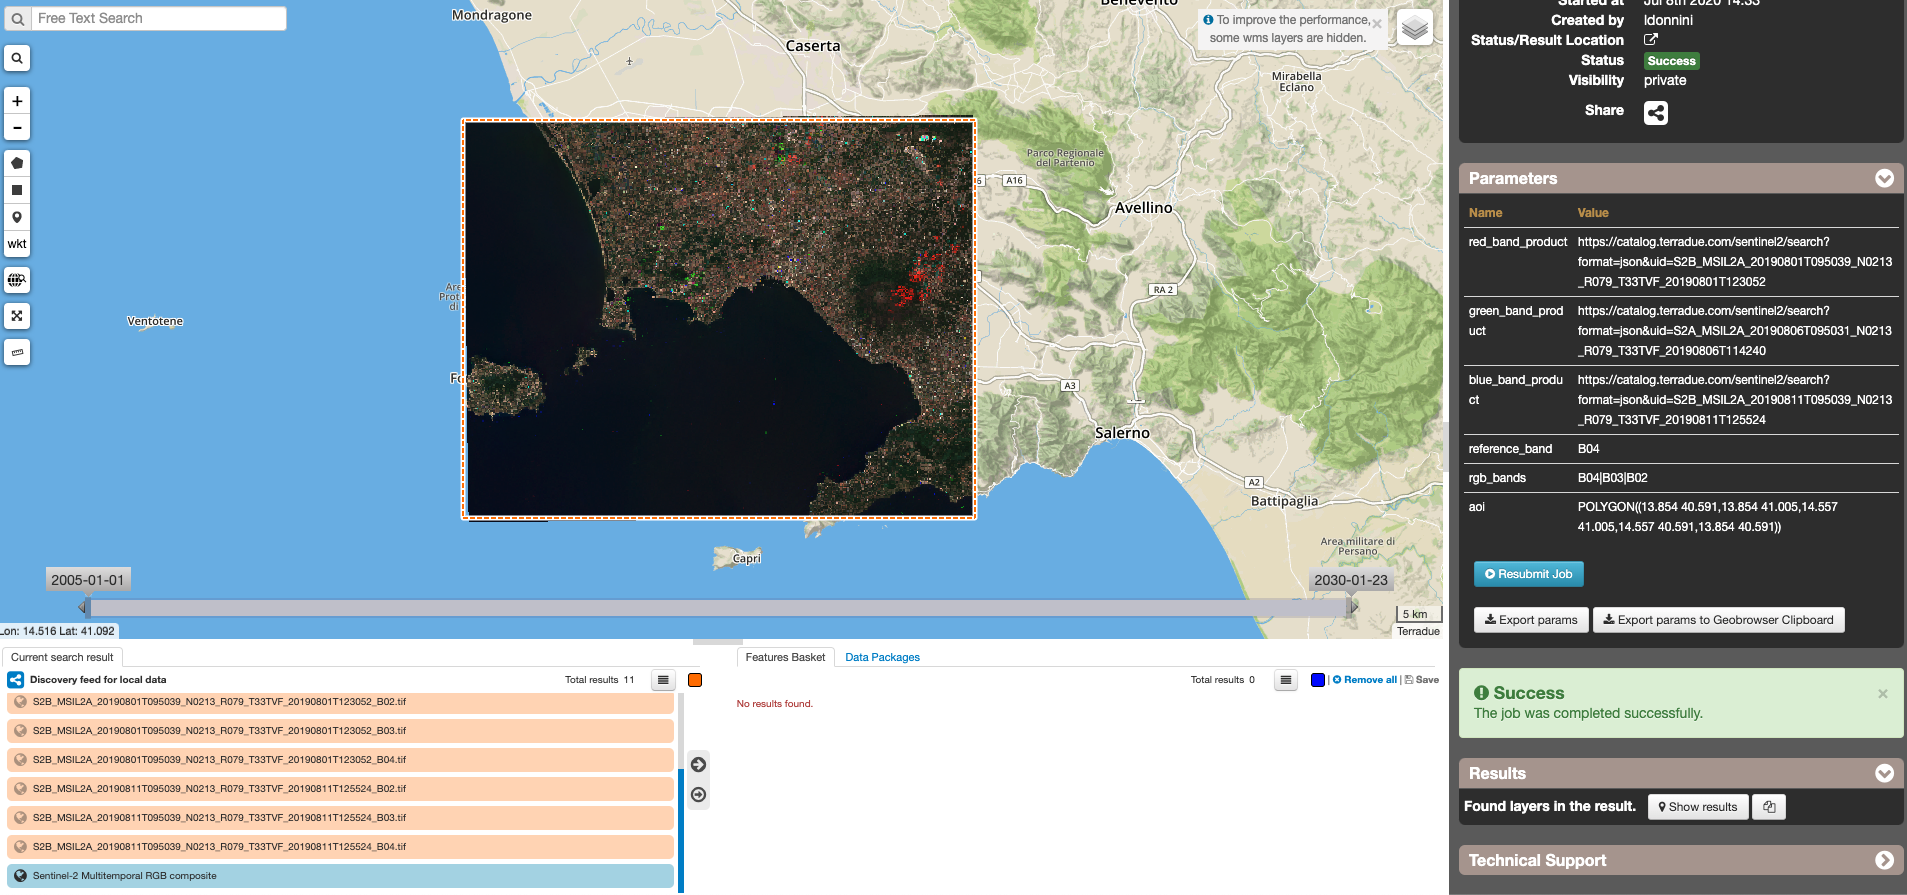 Free Text Search
Mondragone
Benevento
Caserta
To improve the performance,
some wms layers are hidden.
×
Mirabella
Eclano
wkt
Parco Regionale
del Partenio
A16
Avellino
RA 2
Ventotene
A3
Salerno
A2
Battipaglia
Area militare di
Persano
Capri
2005-01-01
2030-01-23
5 km
Lon: 14.516 Lat: 41.092
Terradue
Current search result
Discovery feed for local data
Total results 11
S2B_MSIL2A_20190801T095039_N0213_R079_T33TVF_20190801T123052_B02.tif
S2B_MSIL2A_20190801T095039_N0213_R079_T33TVF_20190801T123052_B03.tif
S2B_MSIL2A_20190801T095039_N0213_R079_T33TVF_20190801T123052_B04.tif
S2B_MSIL2A_20190811T095039_N0213_R079_T33TVF_20190811T125524_B02.tif
S2B_MSIL2A_20190811T095039_N0213_R079_T33TVF_20190811T125524_B03.tif
S2B_MSIL2A_20190811T095039_N0213_R079_T33TVF_20190811T125524_B04.tif
Sentinel-2 Multitemporal RGB composite
Features Basket
Data Packages
Total results 0
| Remove all | Save
No results found.
Started at Jul 8th 2020 14:33
Created by ldonnini
Status/Result Location
Status Success
Visibility private
Share
Parameters
Name Value
red_band_product https://catalog.terradue.com/sentinel2/search?
format=json&uid=S2B_MSIL2A_20190801T095039_N0213
_R079_T33TVF_20190801T123052
green_band_prod https://catalog.terradue.com/sentinel2/search?
uct format=json&uid=S2A_MSIL2A_20190806T095031_N0213
_R079_T33TVF_20190806T114240
blue_band_produ https://catalog.terradue.com/sentinel2/search?
ct format=json&uid=S2B_MSIL2A_20190811T095039_N0213
_R079_T33TVF_20190811T125524
reference_band B04
rgb_bands B04|B03|B02
aoi POLYGON((13.854 40.591,13.854 41.005,14.557
41.005,14.557 40.591,13.854 40.591))
Resubmit Job
Export params
Export params to Geobrowser Clipboard
Success
×
The job was completed successfully.
Results
Found layers in the result. Show results
Technical Support